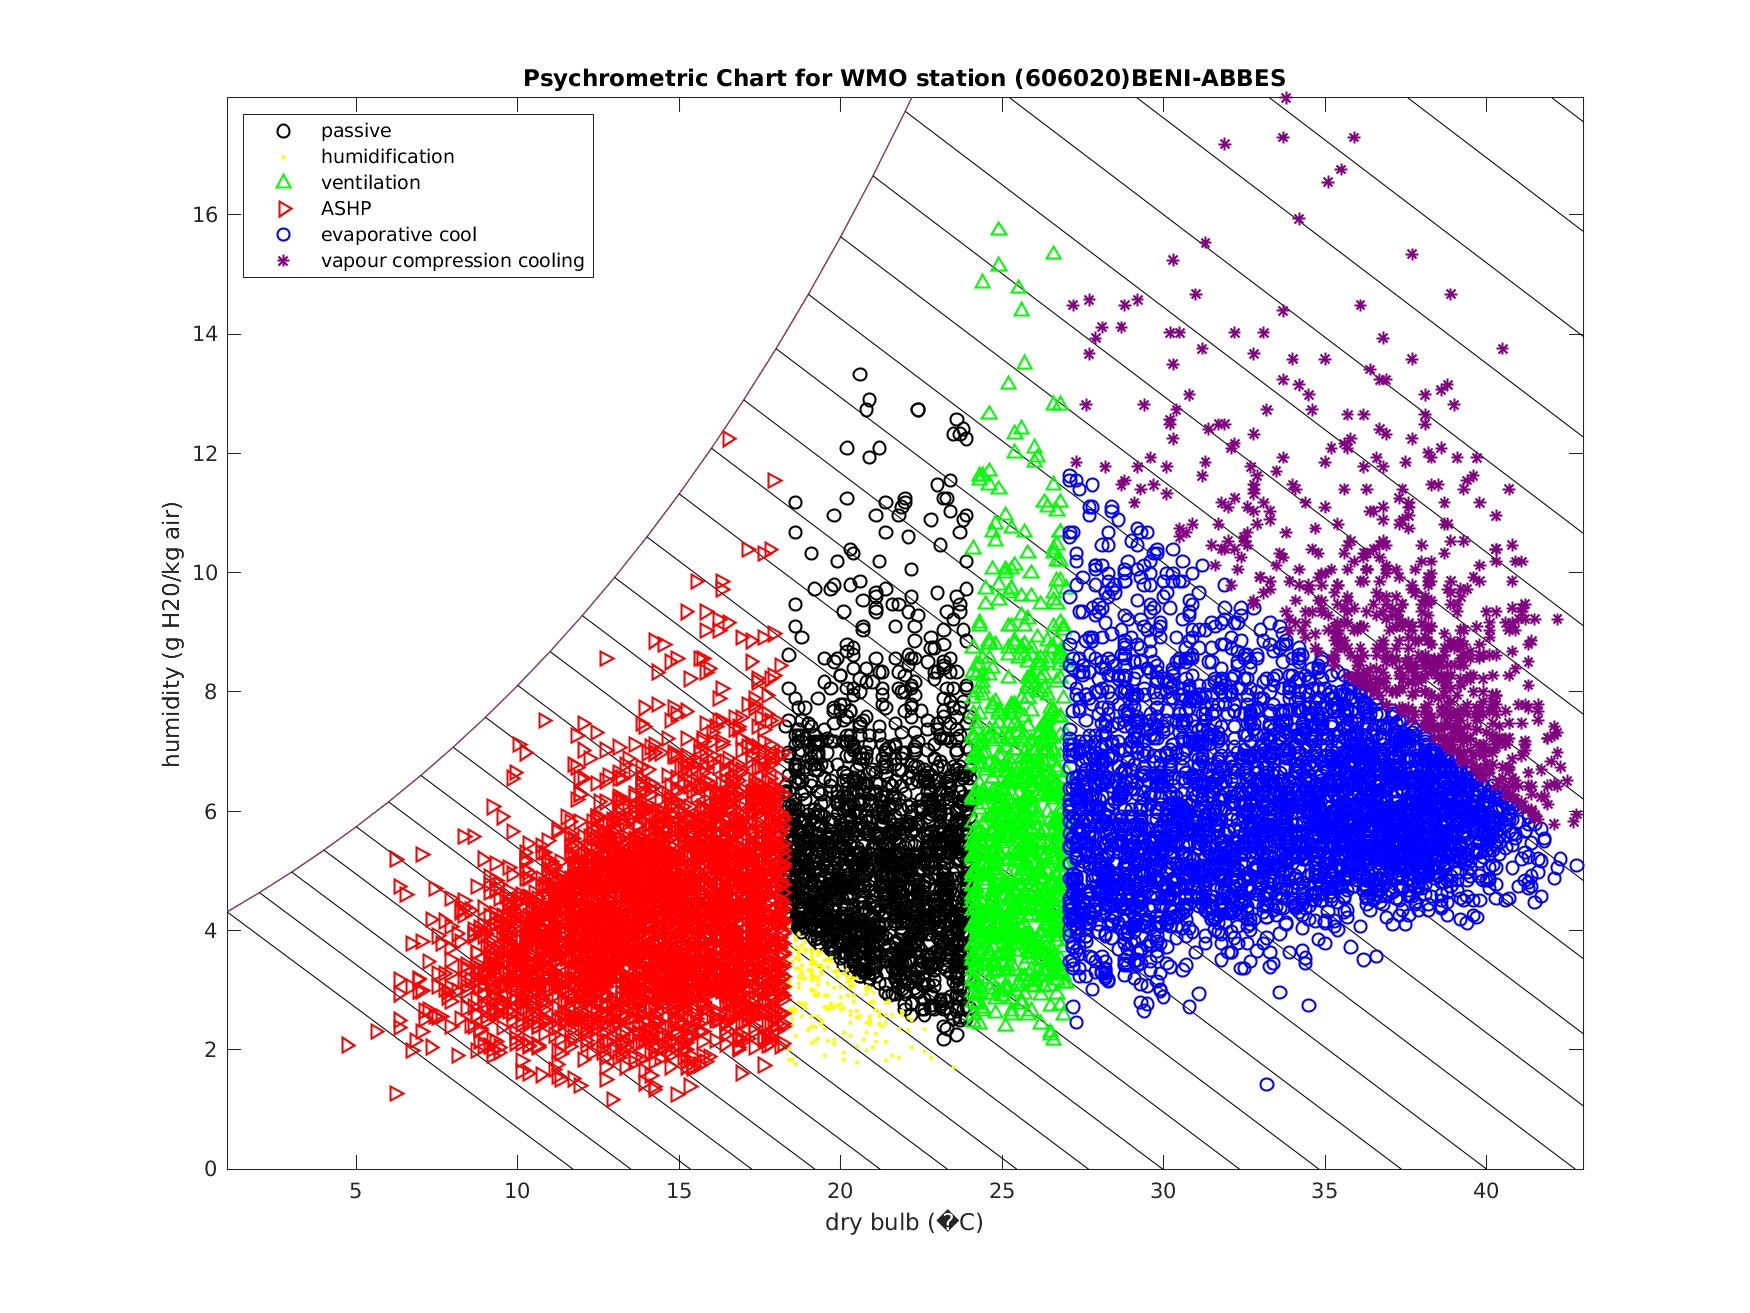 Psychrometric Chart for WMO station (606020)BENI-ABBES
passive
humidification
ventilation
ASHP
evaporative cool
vapour compression cooling
humidity (g H20/kg air)
16
14
12
10
8
6
4
2
0
5 10 15 20 25 30 35 40
dry bulb (�C)